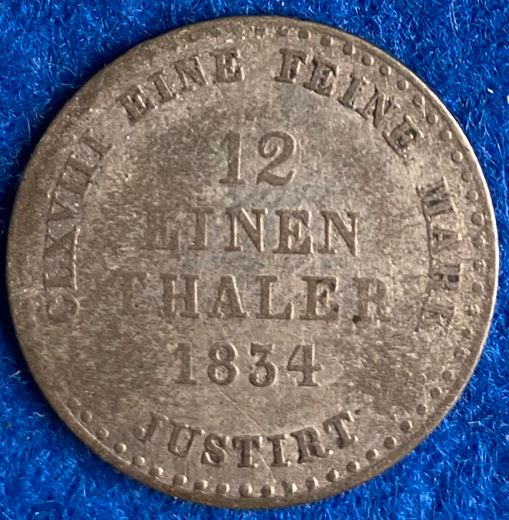 CLXVIII EINE FEINE MARK
12
EINEN
THALER
1834
JUSTIRT